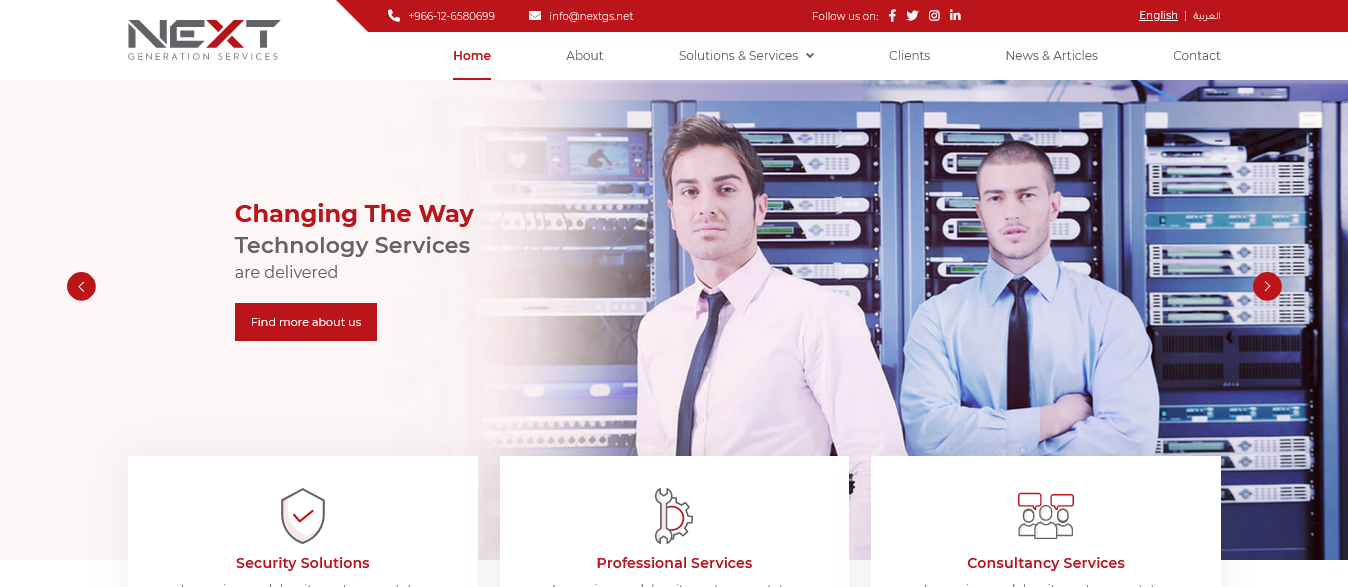 +966-12-6580699
info@nextgs.net
Follow us on:
English | العربية
NEXT
GENERATION SERVICES
Home
About
Solutions & Services
Clients
News & Articles
Contact
Changing The Way
Technology Services
are delivered
Find more about us
Security Solutions
Professional Services
Consultancy Services